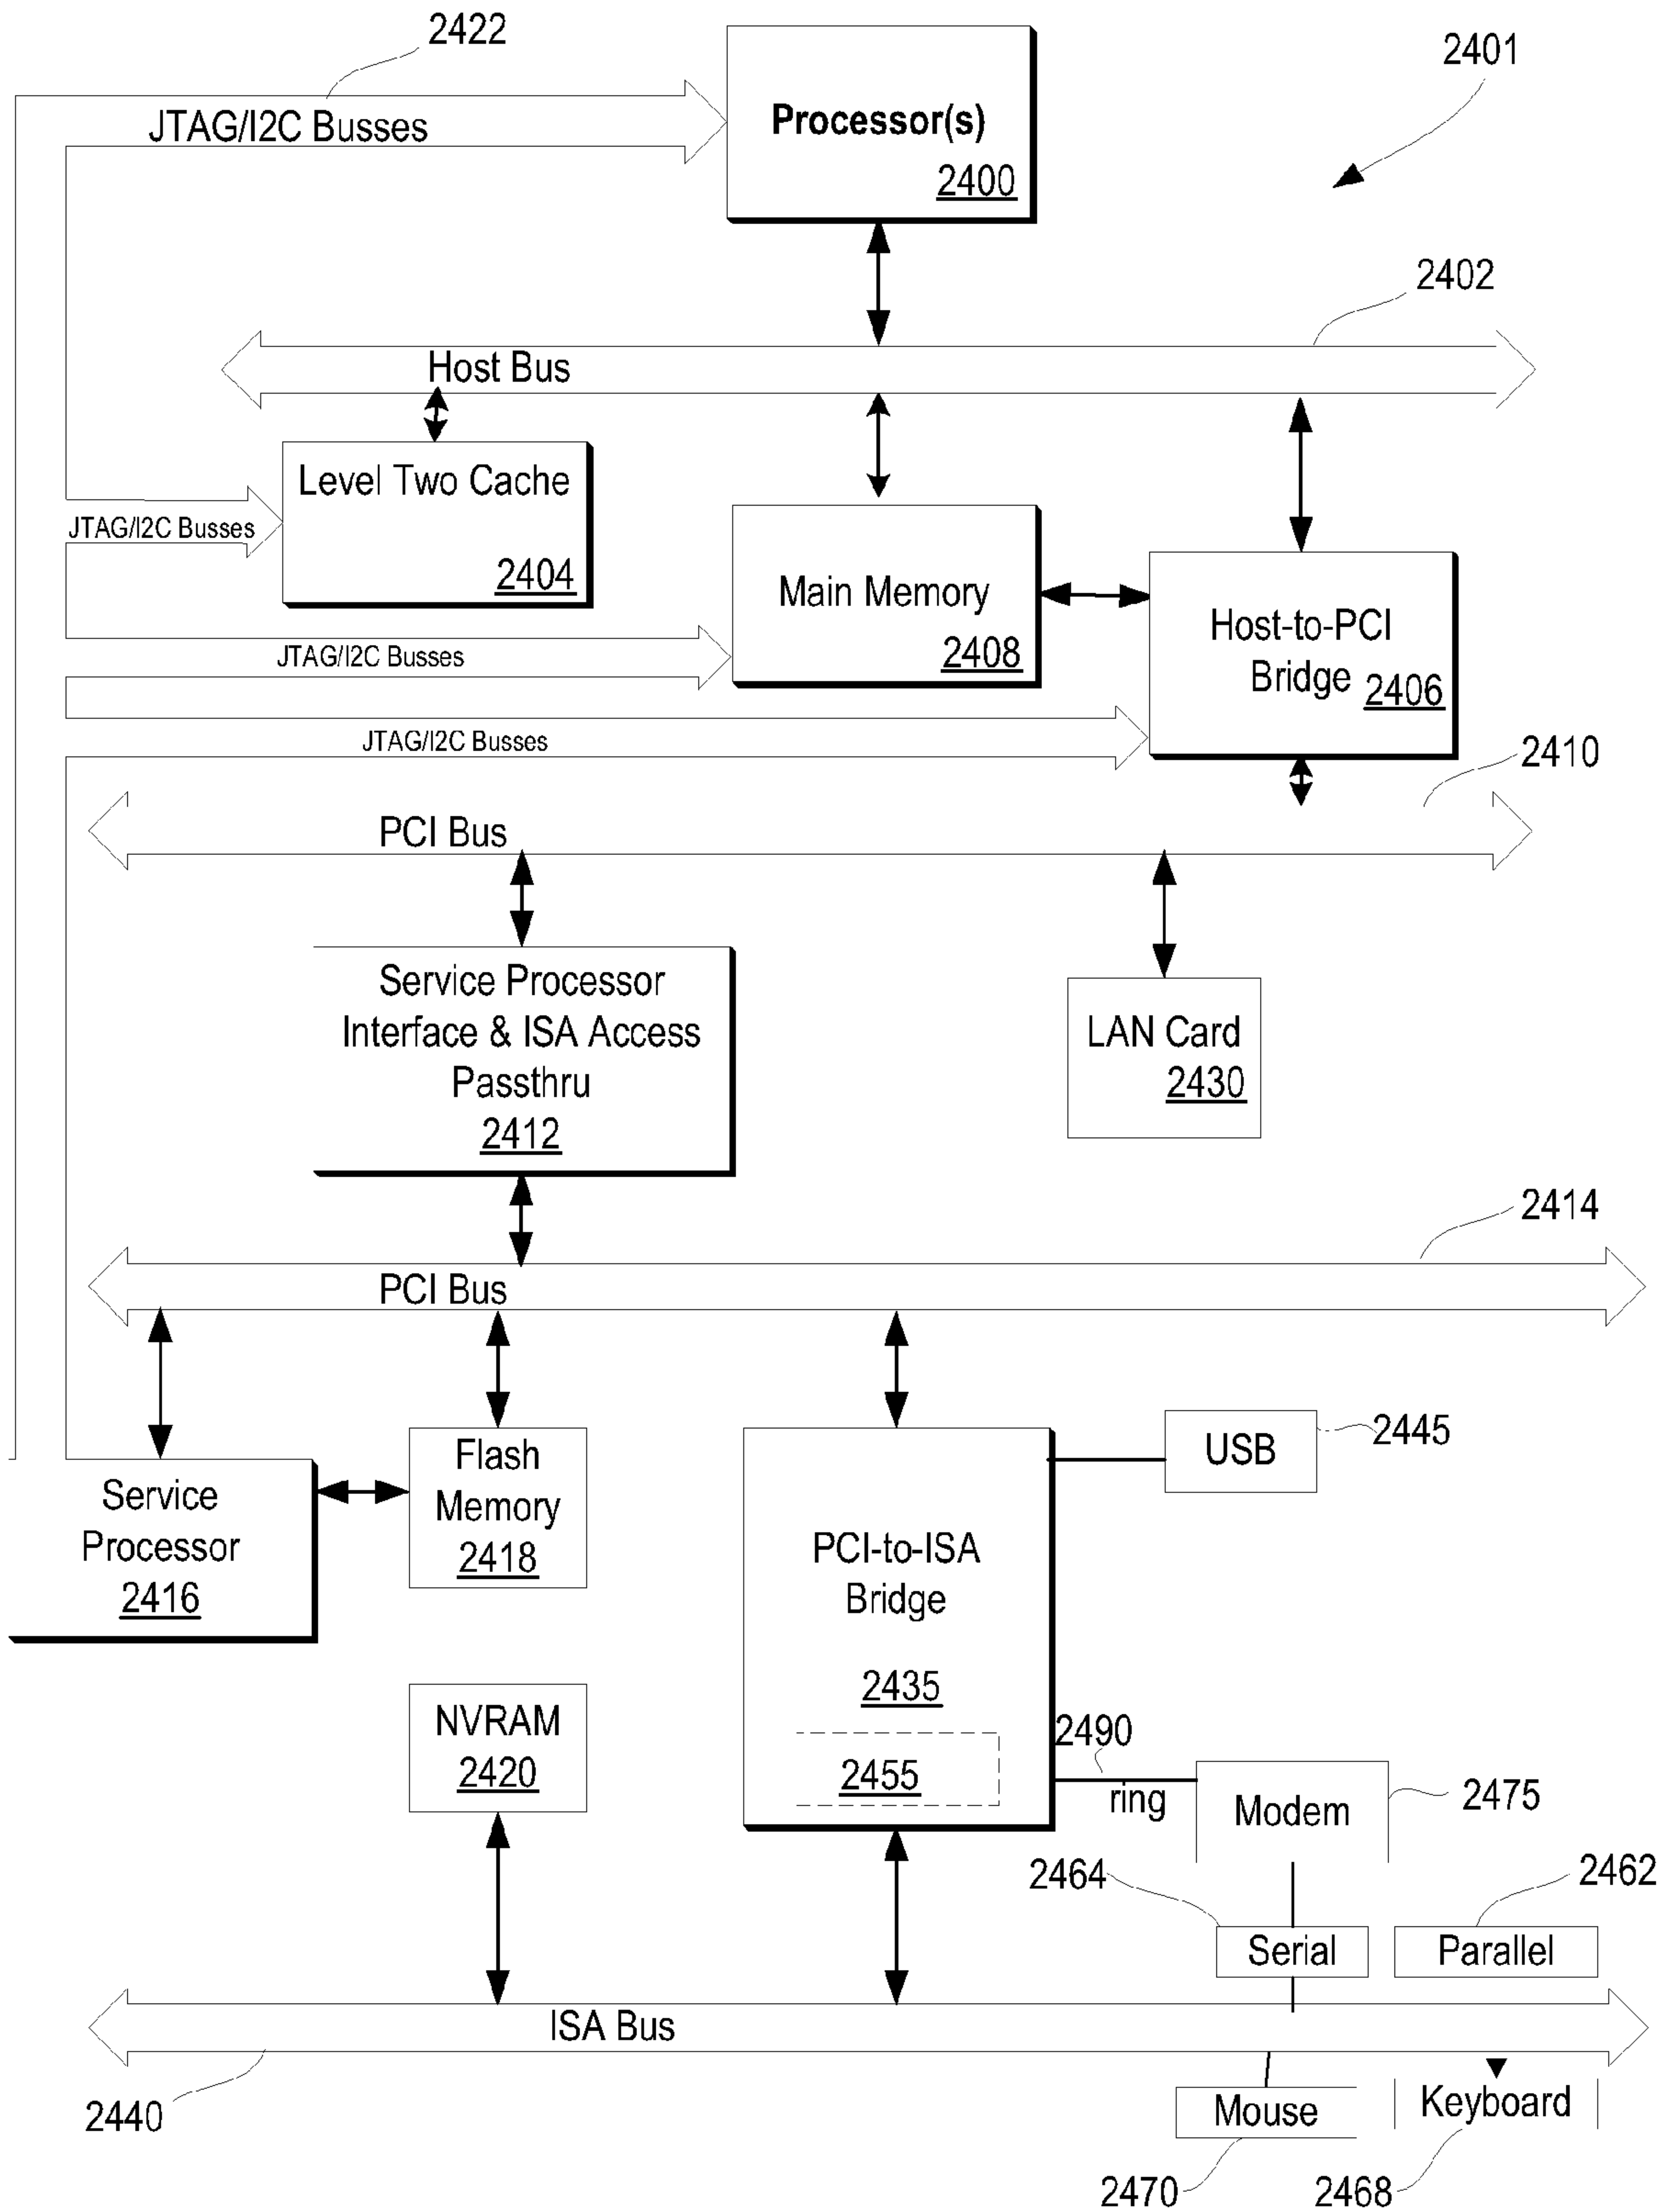 2422
2401
JTAG/I2C Busses
Processor(s)
2400
2402
Host Bus
Level Two Cache
2404
JTAG/I2C Busses
Main Memory
2408
Host-to-PCI
Bridge 2406
JTAG/I2C Busses
JTAG/I2C Busses
2410
PCI Bus
Service Processor
Interface & ISA Access
Passthru
2412
LAN Card
2430
2414
PCI Bus
Service
Processor
2416
Flash
Memory
2418
PCI-to-ISA
Bridge
2435
2455
USB
2445
NVRAM
2420
2490
ring
Modem
2475
2464
2462
Serial
Parallel
ISA Bus
2440
Mouse
Keyboard
2470
2468